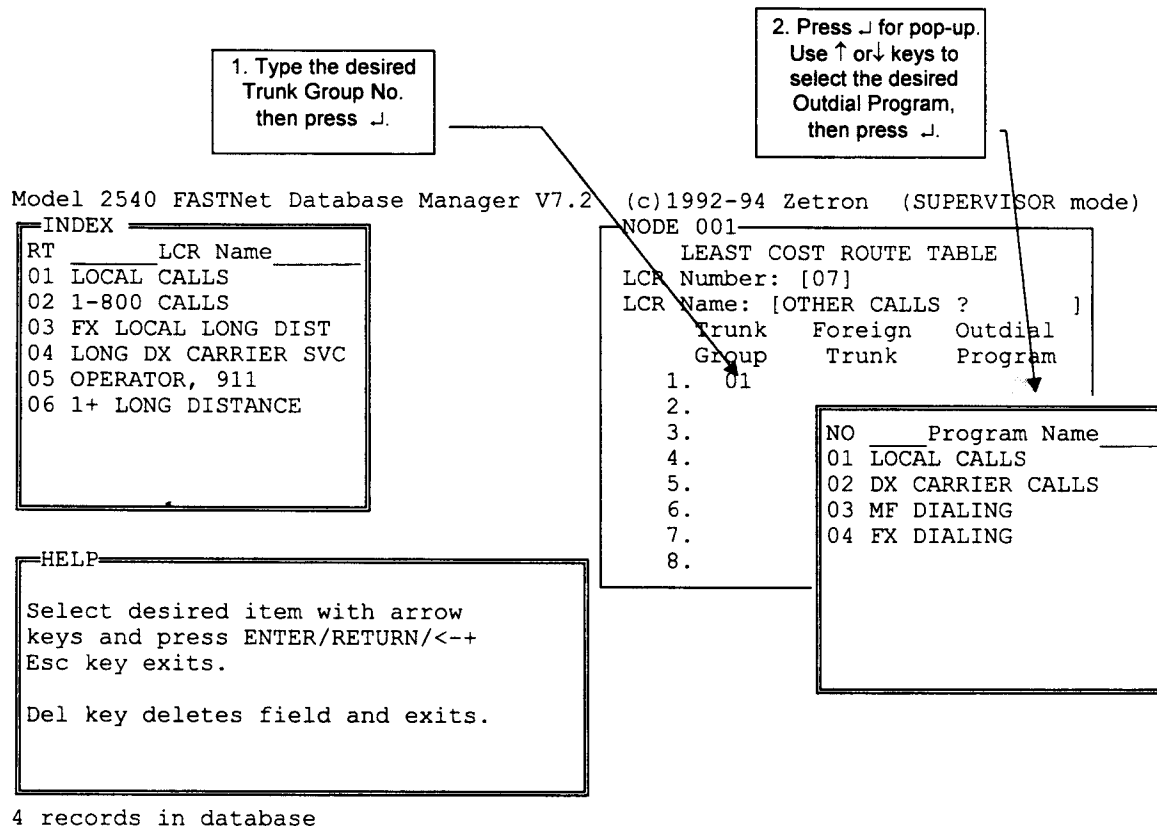 1. Type the desired
Trunk Group No.
then press ↵.
2. Press ↵ for pop-up.
Use ↑ or↓ keys to
select the desired
Outdial Program,
then press ↵.
Model 2540 FASTNet Database Manager V7.2 (c)1992-94 Zetron (SUPERVISOR mode)
INDEX
RT ______LCR Name______
01 LOCAL CALLS
02 1-800 CALLS
03 FX LOCAL LONG DIST
04 LONG DX CARRIER SVC
05 OPERATOR, 911
06 1+ LONG DISTANCE
NODE 001
LEAST COST ROUTE TABLE
LCR Number: [07]
LCR Name: [OTHER CALLS ? ]
Trunk Foreign Outdial
Group Trunk Program
1. 01
2.
3.
4.
5.
6.
7.
8.
NO ____Program Name____
01 LOCAL CALLS
02 DX CARRIER CALLS
03 MF DIALING
04 FX DIALING
HELP
Select desired item with arrow
keys and press ENTER/RETURN/<-+
Esc key exits.
Del key deletes field and exits.
4 records in database